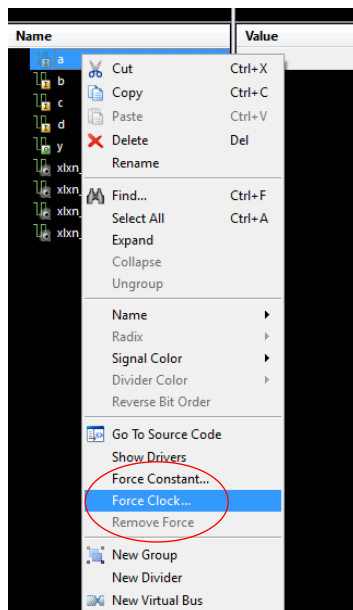 Name Value
a
b
c
d
y
xlxn_
xlxn_
xlxn_
xlxn_
Cut Ctrl+X
Copy Ctrl+C
Paste Ctrl+V
Delete Del
Rename
Find... Ctrl+F
Select All Ctrl+A
Expand
Collapse
Ungroup
Name
Radix
Signal Color
Divider Color
Reverse Bit Order
Go To Source Code
Show Drivers
Force Constant...
Force Clock...
Remove Force
New Group
New Divider
New Virtual Bus